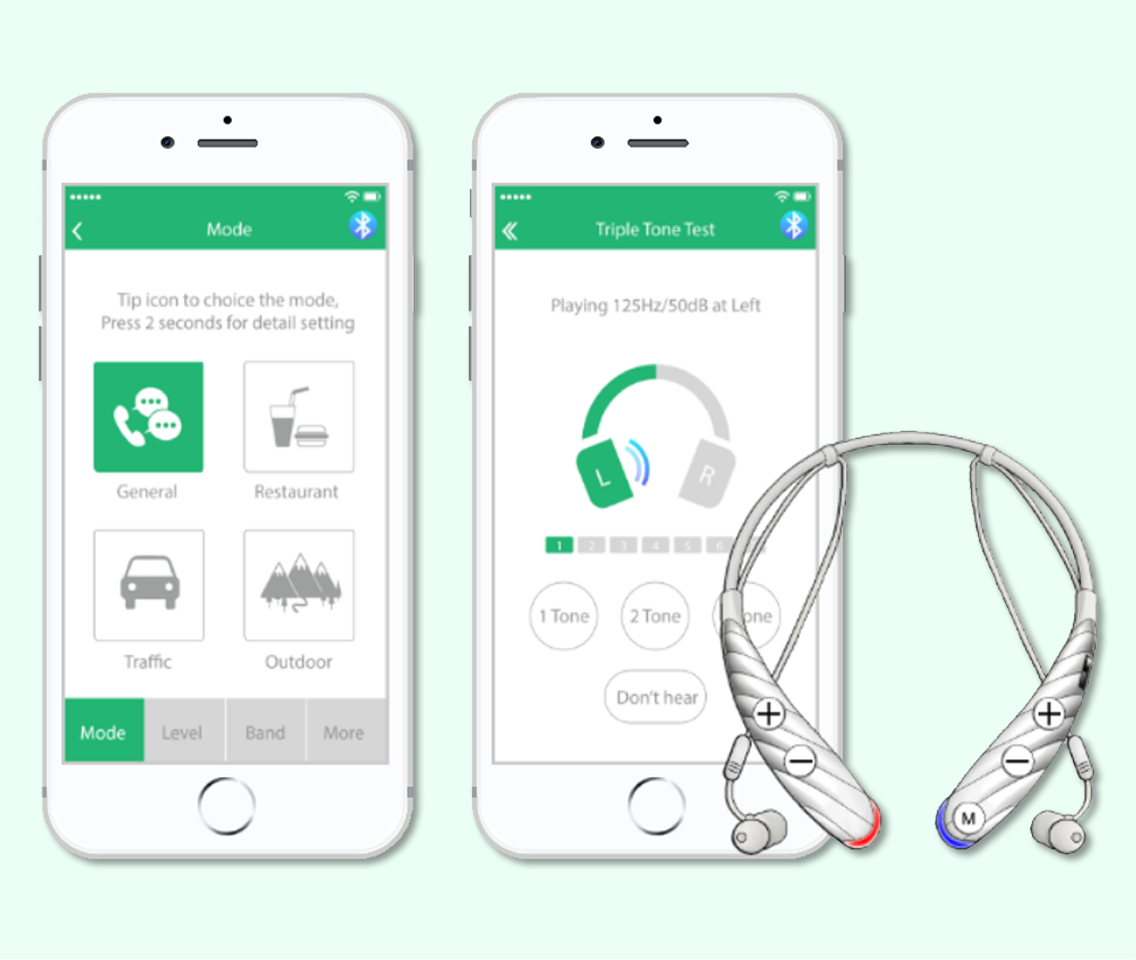 Mode
Tip icon to choice the mode,
Press 2 seconds for detail setting
General
Restaurant
Traffic
Outdoor
Mode
Level
Band
More
Triple Tone Test
Playing 125Hz/50dB at Left
L
R
1 2 3 4 5 6
1 Tone
2 Tone
Don't hear
M